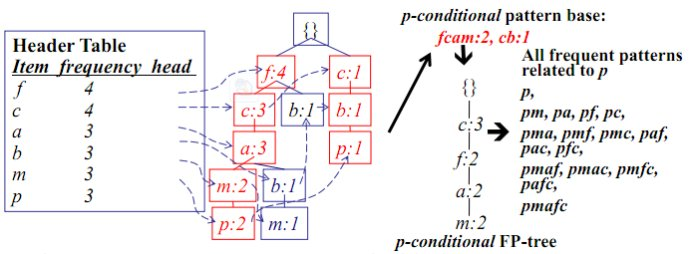 Header Table
Item frequency head
f 4
c 4
a 3
b 3
m 3
p 3
{}
f:4
c:1
c:3
b:1
b:1
a:3
p:1
m:2
b:1
p:2
m:1
p-conditional pattern base:
fcam:2, cb:1
{}
c:3
f:2
a:2
m:2
p-conditional FP-tree
All frequent patterns
related to p
p,
pm, pa, pf, pc,
pma, pmf, pmc, paf,
pac, pfc,
pmaf, pmac, pmfc,
pafc,
pmafc